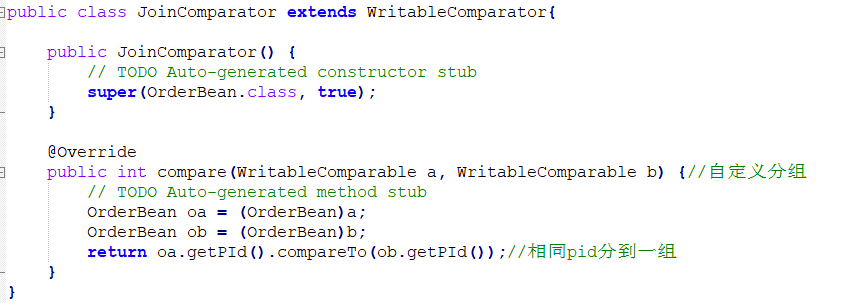 public class JoinComparator extends WritableComparator{
public JoinComparator() {
// TODO Auto-generated constructor stub
super(OrderBean.class, true);
}
@Override
public int compare(WritableComparable a, WritableComparable b) {//自定义分组
// TODO Auto-generated method stub
OrderBean oa = (OrderBean)a;
OrderBean ob = (OrderBean)b;
return oa.getPId().compareTo(ob.getPId());//相同pid分到一组
}
}